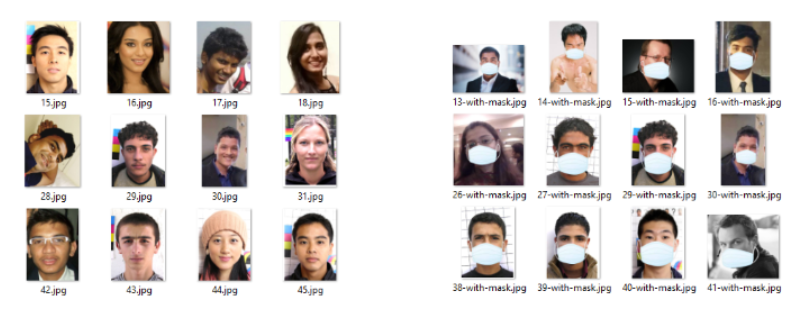 15.jpg 16.jpg 17.jpg 18.jpg 13-with-mask.jpg 14-with-mask.jpg 15-with-mask.jpg 16-with-mask.jpg
28.jpg 29.jpg 30.jpg 31.jpg 26-with-mask.jpg 27-with-mask.jpg 29-with-mask.jpg 30-with-mask.jpg
42.jpg 43.jpg 44.jpg 45.jpg 38-with-mask.jpg 39-with-mask.jpg 40-with-mask.jpg 41-with-mask.jpg